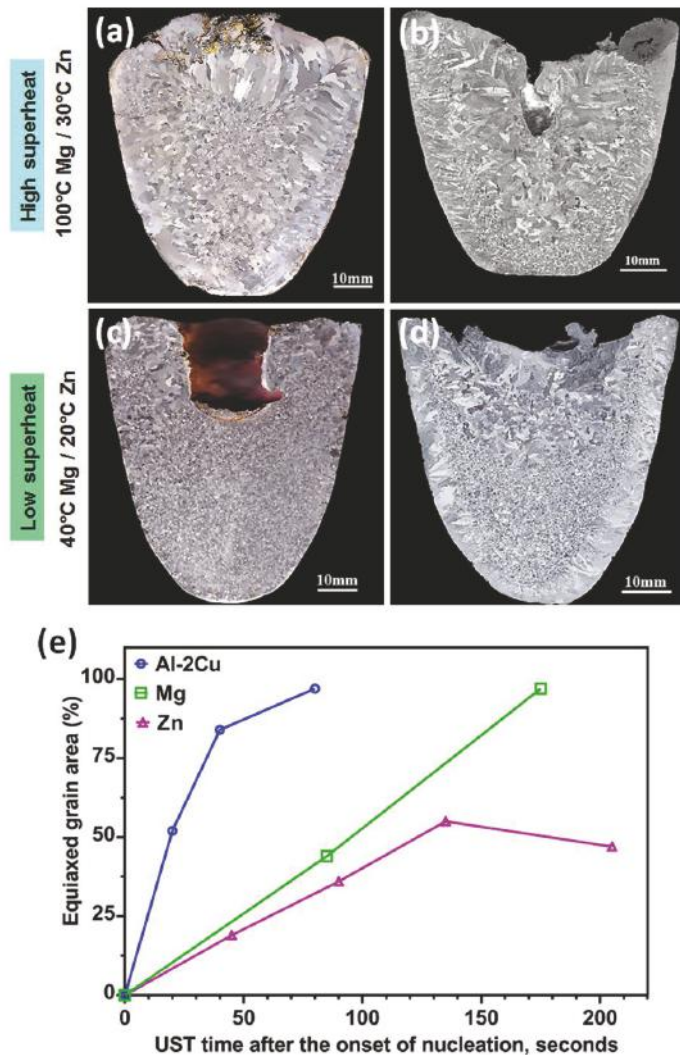 (a)
(b)
High superheat
100°C Mg / 30°C Zn
10mm
10mm
(c)
(d)
Low superheat
40°C Mg / 20°C Zn
10mm
10mm
(e)
Al-2Cu
Mg
Zn
Equiaxed grain area (%)
100
75
50
25
0
0 50 100 150 200
UST time after the onset of nucleation, seconds